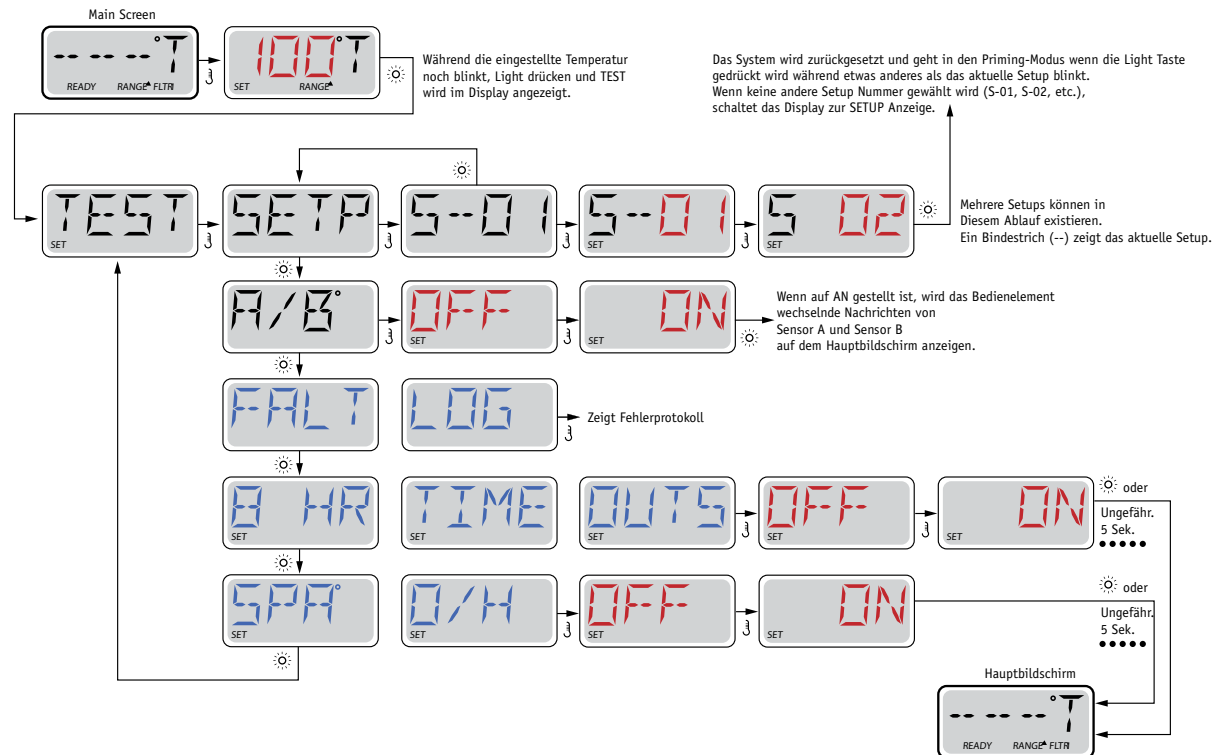 Main Screen
---- °T
READY RANGE FLTR
100°T
SET RANGE
Während die eingestellte Temperatur
noch blinkt, Light drücken und TEST
wird im Display angezeigt.
Das System wird zurückgesetzt und geht in den Priming-Modus wenn die Light Taste
gedrückt wird während etwas anderes als das aktuelle Setup blinkt.
Wenn keine andere Setup Nummer gewählt wird (S-01, S-02, etc.),
schaltet das Display zur SETUP Anzeige.
TEST
SET
SETP
S-01
S--01
SET
S 02
SET
Mehrere Setups können in
Diesem Ablauf existieren.
Ein Bindestrich (--) zeigt das aktuelle Setup.
A/B°
OFF
SET
ON
SET
Wenn auf AN gestellt ist, wird das Bedienelement
wechselnde Nachrichten von
Sensor A und Sensor B
auf dem Hauptbildschirm anzeigen.
FALT
LOG
Zeigt Fehlerprotokoll
8 HR
SET
TIME
OUTS
OFF
SET
ON
SET
oder
Ungefähr.
5 Sek.
SPA°
SET
O/H
SET
OFF
SET
ON
SET
oder
Ungefähr.
5 Sek.
Hauptbildschirm
---- °T
READY RANGE FLTR